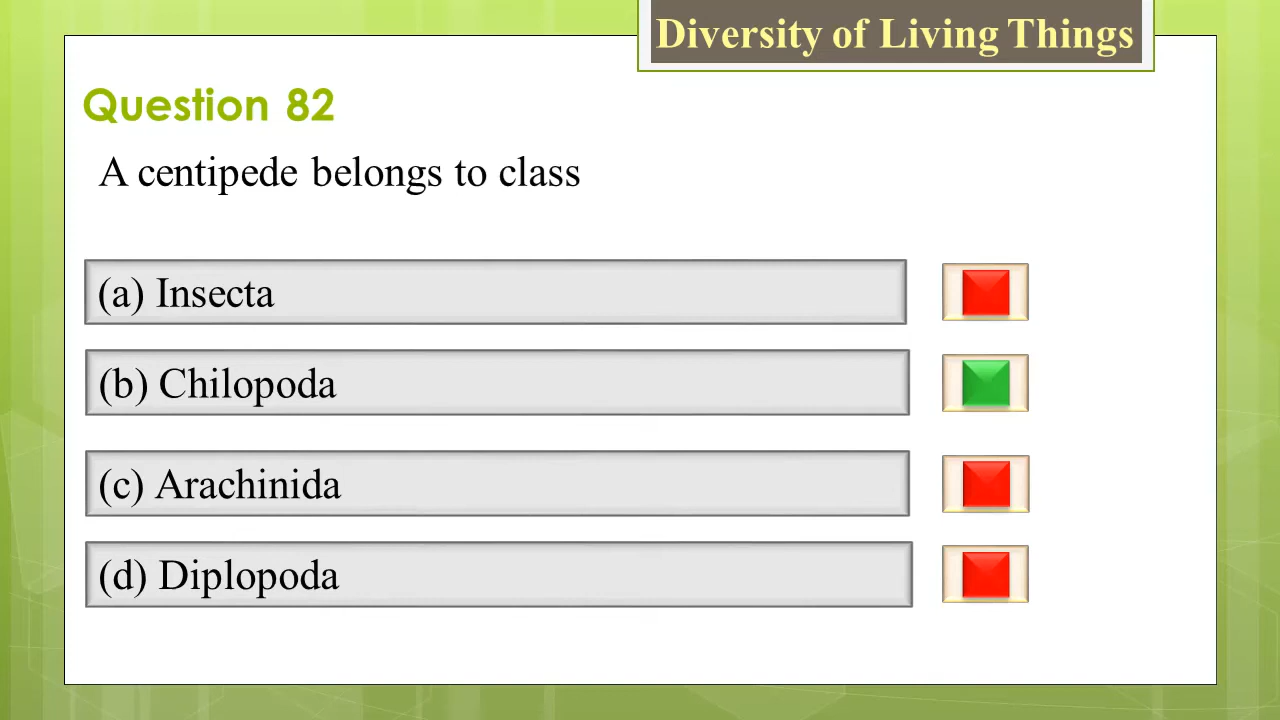 Diversity of Living Things
Question 82
A centipede belongs to class
(a) Insecta
(b) Chilopoda
(c) Arachinida
(d) Diplopoda